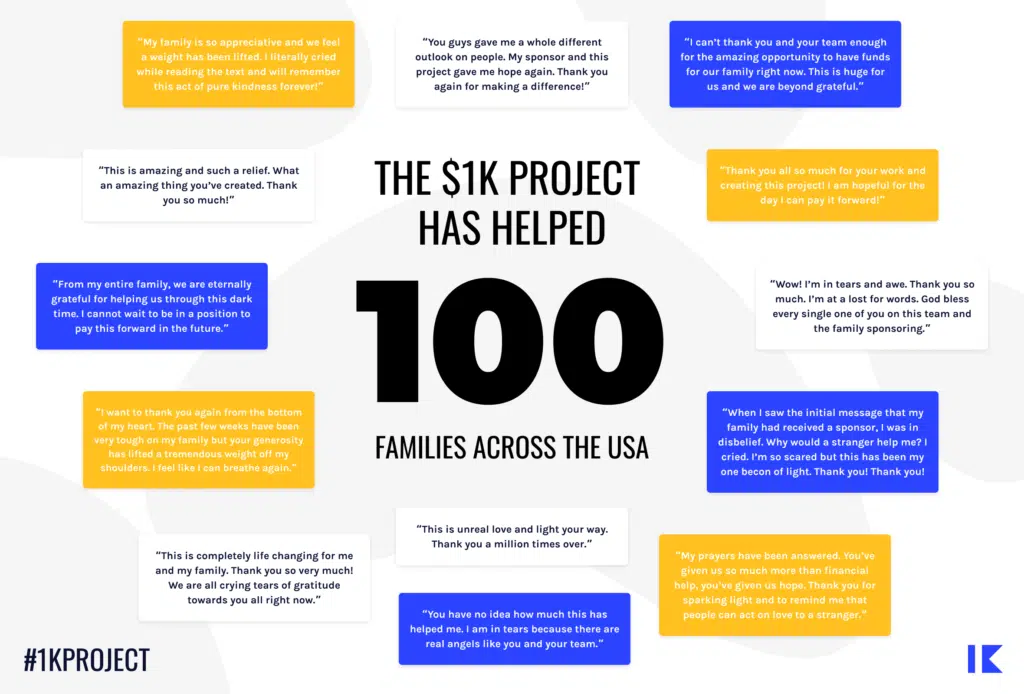 "My family is so appreciative and we feel
a weight has been lifted. I literally cried
while reading the text and will remember
this act of pure kindness forever!"
"You guys gave me a whole different
outlook on people. My sponsor and this
project gave me hope again. Thank you
again for making a difference!"
"I can't thank you and your team enough
for the amazing opportunity to have funds
for our family right now. This is huge for
us and we are beyond grateful."
"This is amazing and such a relief. What
an amazing thing you've created. Thank
you so much!"
THE $1K PROJECT
HAS HELPED
100
FAMILIES ACROSS THE USA
"Thank you all so much for your work and
creating this project! I am hopeful for the
day I can pay it forward!"
"From my entire family, we are eternally
grateful for helping us through this dark
time. I cannot wait to be in a position to
pay this forward in the future."
"Wow! I'm in tears and awe. Thank you so
much. I'm at a lost for words. God bless
every single one of you on this team and
the family sponsoring."
"I want to thank you again from the bottom
of my heart. The past few weeks have been
very tough on my family but your generosity
has lifted a tremendous weight off my
shoulders. I feel like I can breathe again."
"When I saw the initial message that my
family had received a sponsor, I was in
disbelief. Why would a stranger help me? I
cried. I'm so scared but this has been my
one becon of light. Thank you! Thank you!
"This is unreal love and light your way.
Thank you a million times over."
"This is completely life changing for me
and my family. Thank you so very much!
We are all crying tears of gratitude
towards you all right now."
"My prayers have been answered. You've
given us so much more than financial
help, you've given us hope. Thank you for
sparking light and to remind me that
people can act on love to a stranger."
"You have no idea how much this has
helped me. I am in tears because there are
real angels like you and your team."
#1KPROJECT
1K